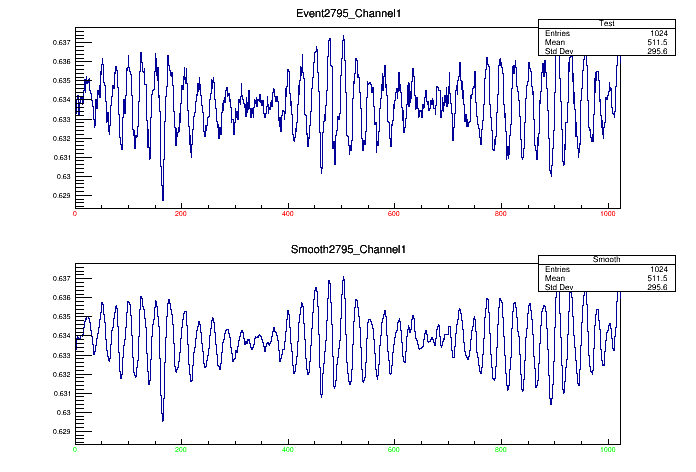 Event2795_Channel1
Test
Entries 1024
Mean 511.5
Std Dev 295.6
0.637
0.636
0.635
0.634
0.633
0.632
0.631
0.63
0.629
0 200 400 600 800 1000
Smooth2795_Channel1
Smooth
Entries 1024
Mean 511.5
Std Dev 295.6
0.637
0.636
0.635
0.634
0.633
0.632
0.631
0.63
0.629
0 200 400 600 800 1000